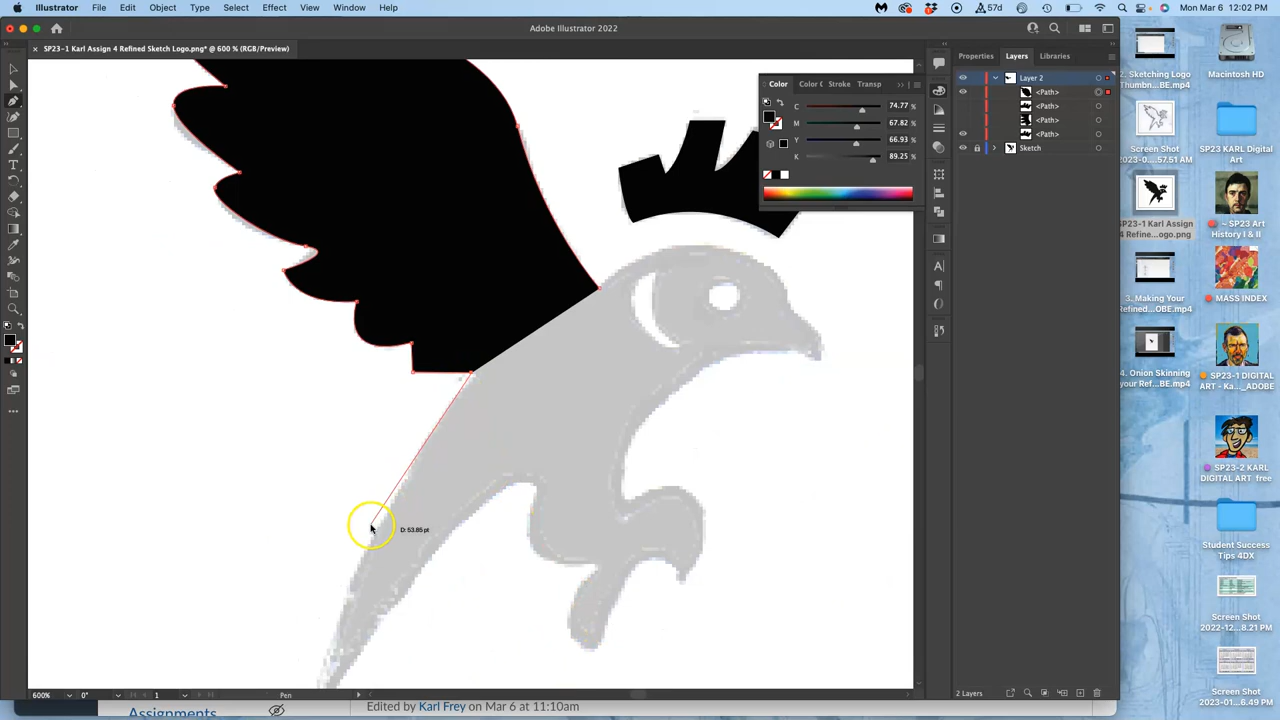 Illustrator File Edit Object Type Select Effect View Window Help
57d
Mon Mar 6 12:02 PM
Adobe Illustrator 2022
× SP23-1 Karl Assign 4 Refined Sketch Logo.png* @ 600 % (RGB/Preview)
Color Color G Stroke Transp
C 74.77 %
M 67.82 %
Y 66.93 %
K 89.25 %
Properties Layers Libraries
Layer 2
<Path>
<Path>
<Path>
<Path>
Sketch
D: 53.85 pt
600% 0° 1 Pen
2 Layers
Assignments
Edited by Karl Frey on Mar 6 at 11:10am
2. Sketching Logo
Thumbn...BE.mp4
Macintosh HD
Screen Shot
2023-0...57.51 AM
SP23 KARL Digital
Art
SP23-1 Karl Assign
4 Refine...ogo.png
~ SP23 Art
History I & II
3. Making Your
Refined...OBE.mp4
MASS INDEX
4. Onion Skinning
your Ref...BE.mp4
SP23-1 DIGITAL
ART - Ka..._ADOBE
SP23-2 KARL
DIGITAL ART free
Student Success
Tips 4DX
Screen Shot
2022-12...8.21 PM
Screen Shot
2023-01...6.49 PM